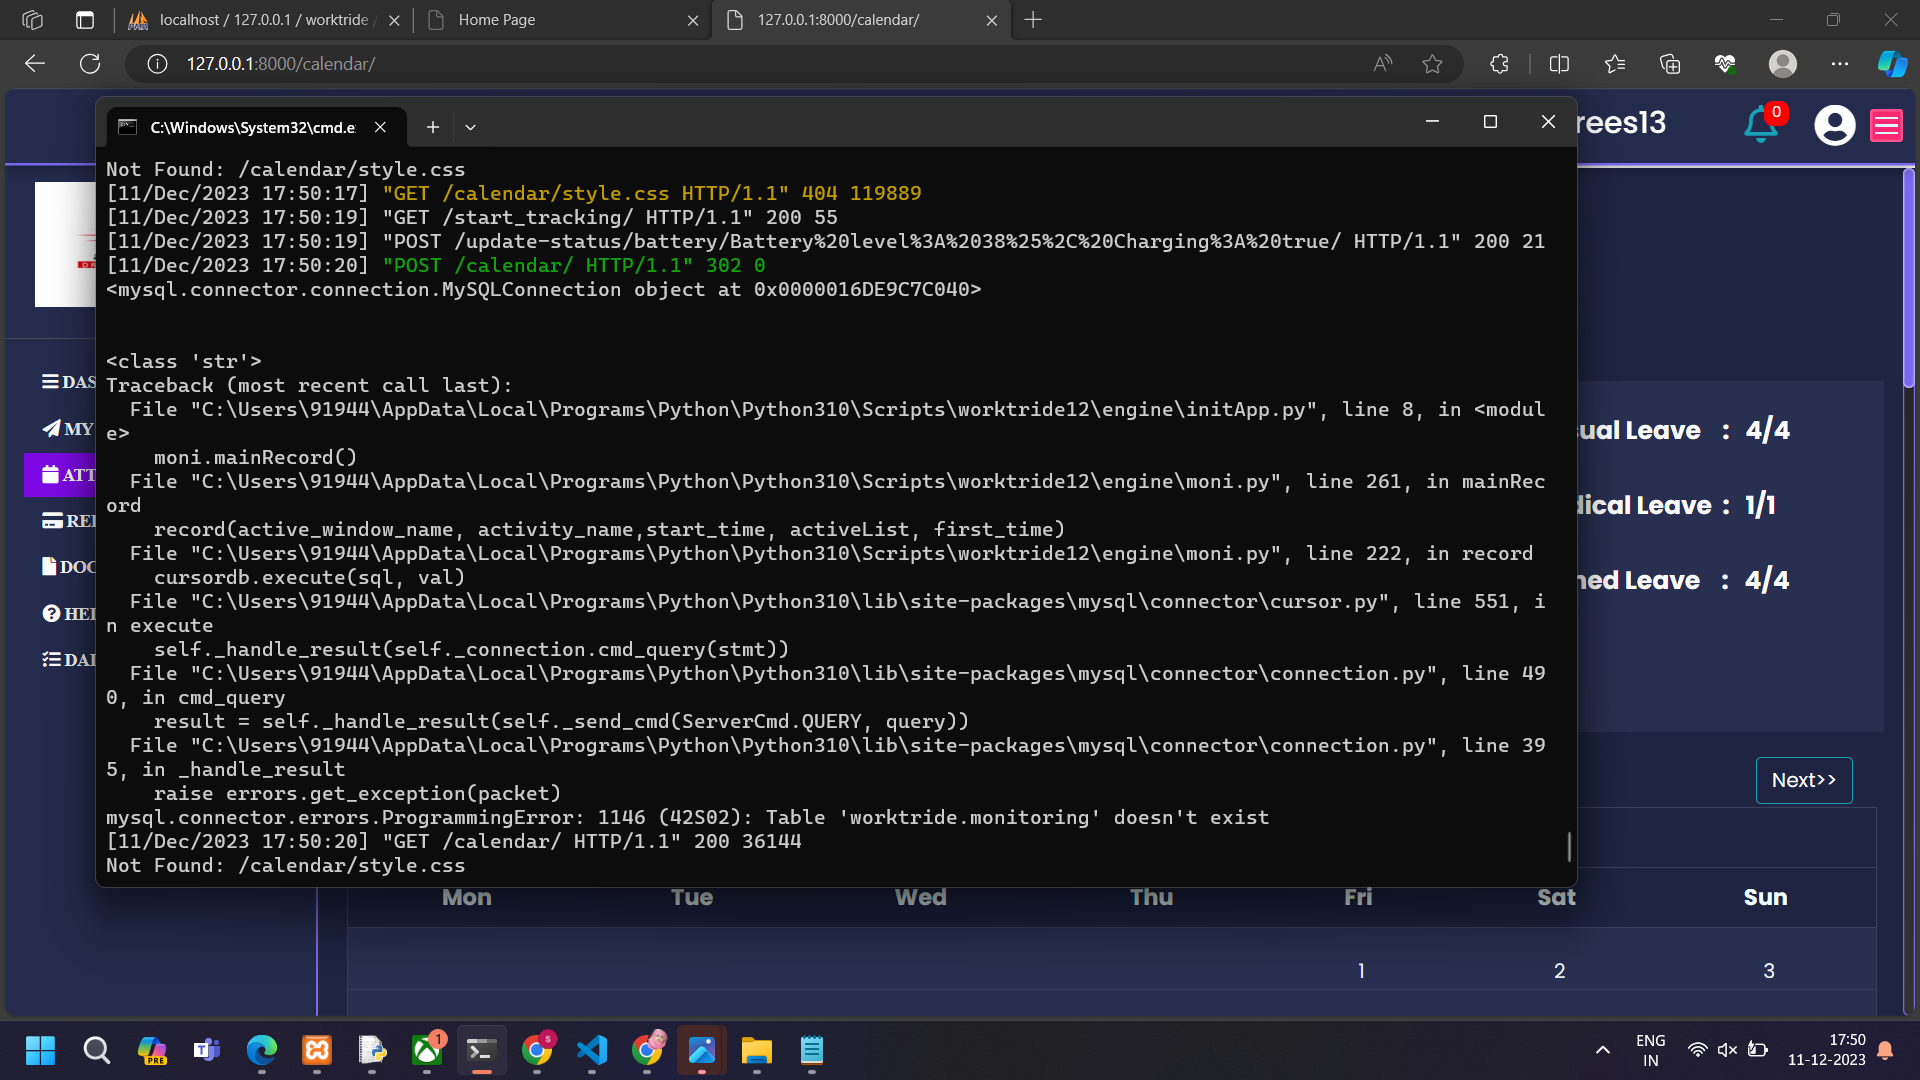 localhost / 127.0.0.1 / worktride /
Home Page
127.0.0.1:8000/calendar/
127.0.0.1:8000/calendar/
C:\Windows\System32\cmd.e
rees13
0
Not Found: /calendar/style.css
[11/Dec/2023 17:50:17] "GET /calendar/style.css HTTP/1.1" 404 119889
[11/Dec/2023 17:50:19] "GET /start_tracking/ HTTP/1.1" 200 55
[11/Dec/2023 17:50:19] "POST /update-status/battery/Battery%20level%3A%2038%25%2C%20Charging%3A%20true/ HTTP/1.1" 200 21
[11/Dec/2023 17:50:20] "POST /calendar/ HTTP/1.1" 302 0
<mysql.connector.connection.MySQLConnection object at 0x0000016DE9C7C040>
<class 'str'>
Traceback (most recent call last):
File "C:\Users\91944\AppData\Local\Programs\Python\Python310\Scripts\worktride12\engine\initApp.py", line 8, in <modul
e>
moni.mainRecord()
File "C:\Users\91944\AppData\Local\Programs\Python\Python310\Scripts\worktride12\engine\moni.py", line 261, in mainRec
ord
record(active_window_name, activity_name,start_time, activeList, first_time)
File "C:\Users\91944\AppData\Local\Programs\Python\Python310\Scripts\worktride12\engine\moni.py", line 222, in record
cursordb.execute(sql, val)
File "C:\Users\91944\AppData\Local\Programs\Python\Python310\lib\site-packages\mysql\connector\cursor.py", line 551, i
n execute
self._handle_result(self._connection.cmd_query(stmt))
File "C:\Users\91944\AppData\Local\Programs\Python\Python310\lib\site-packages\mysql\connector\connection.py", line 49
0, in cmd_query
result = self._handle_result(self._send_cmd(ServerCmd.QUERY, query))
File "C:\Users\91944\AppData\Local\Programs\Python\Python310\lib\site-packages\mysql\connector\connection.py", line 39
5, in _handle_result
raise errors.get_exception(packet)
mysql.connector.errors.ProgrammingError: 1146 (42S02): Table 'worktride.monitoring' doesn't exist
[11/Dec/2023 17:50:20] "GET /calendar/ HTTP/1.1" 200 36144
Not Found: /calendar/style.css
DAS
MY
ATT
DOC
DAI
sual Leave : 4/4
dical Leave : 1/1
ned Leave : 4/4
Next>>
Mon Tue Wed Thu Fri Sat Sun
1 2 3
PRE
1
ENG
IN
17:50
11-12-2023